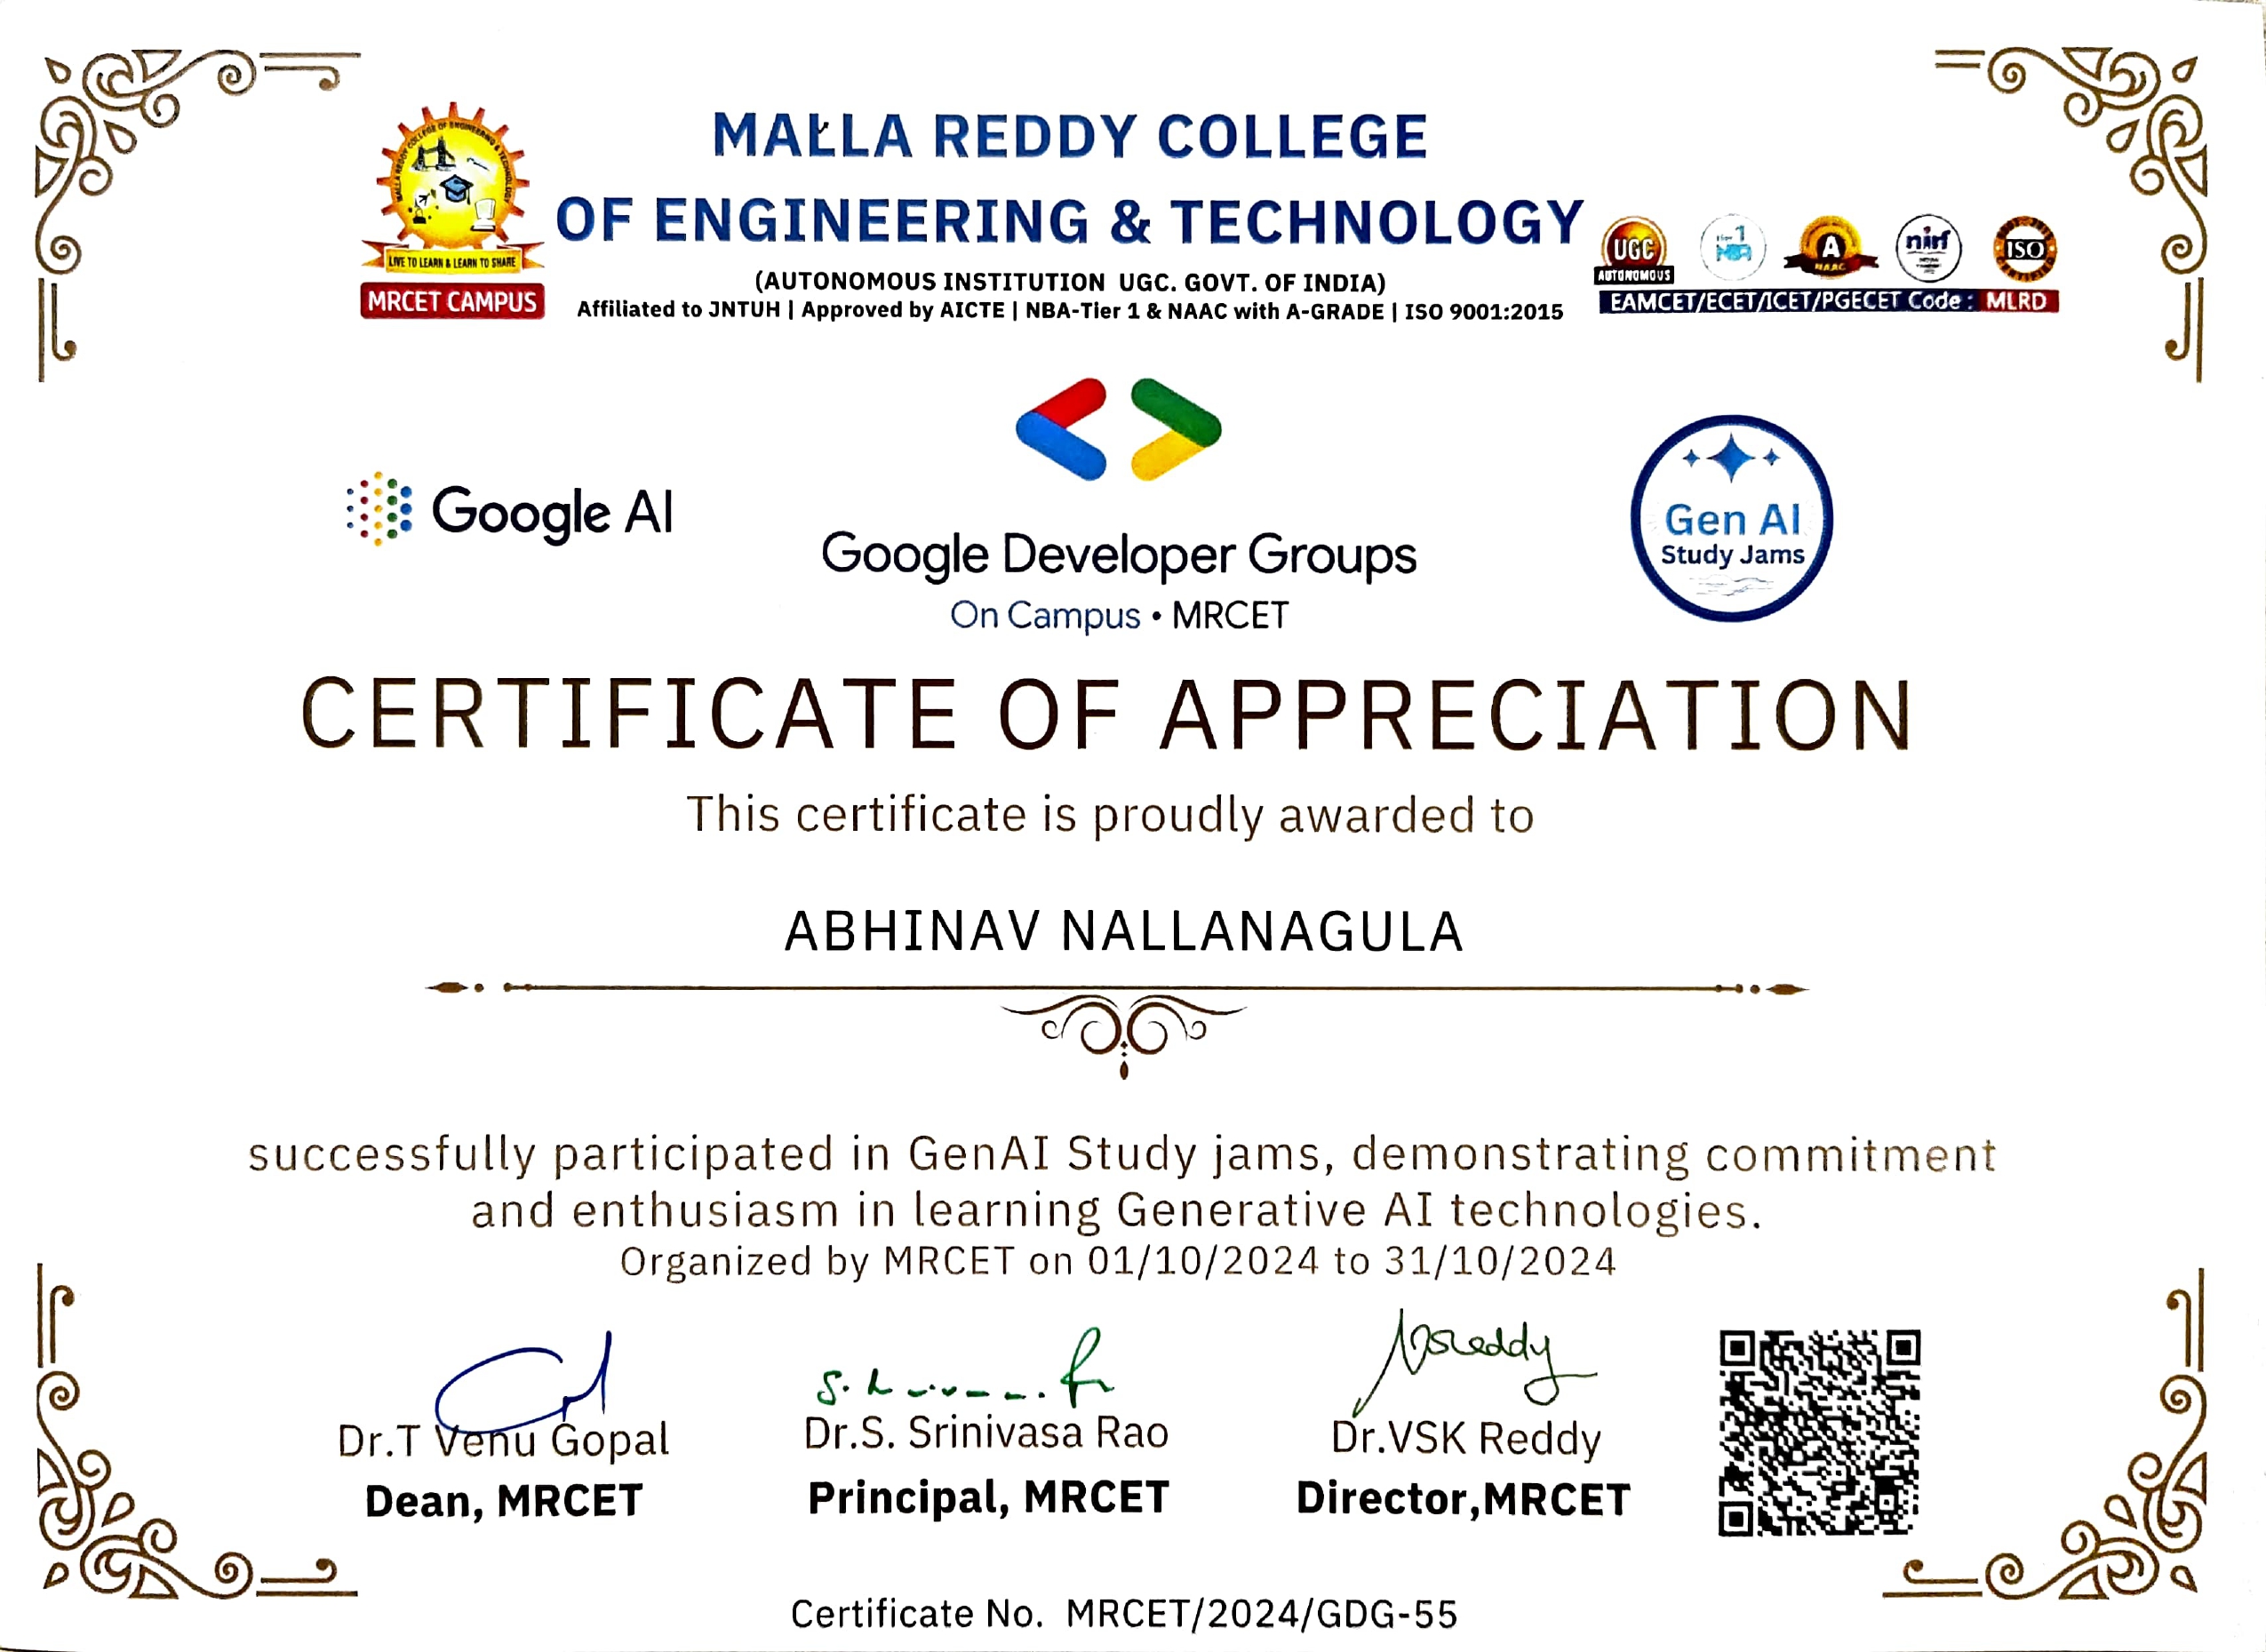 MALLA REDDY COLLEGE
OF ENGINEERING & TECHNOLOGY
(AUTONOMOUS INSTITUTION UGC. GOVT. OF INDIA)
Affiliated to JNTUH | Approved by AICTE | NBA-Tier 1 & NAAC with A-GRADE | ISO 9001:2015
MALLA REDDY COLLEGE OF ENGINEERING & TECHNOLOGY
LIVE TO LEARN & LEARN TO SHARE
MRCET CAMPUS
UGC
AUTONOMOUS
A
NAAC
nirf
ISO
EAMCET/ECET/ICET/PGECET Code : MLRD
Google AI
Google Developer Groups
On Campus • MRCET
Gen AI
Study Jams
CERTIFICATE OF APPRECIATION
This certificate is proudly awarded to
ABHINAV NALLANAGULA
successfully participated in GenAI Study jams, demonstrating commitment
and enthusiasm in learning Generative AI technologies.
Organized by MRCET on 01/10/2024 to 31/10/2024
Dr.T Venu Gopal
Dean, MRCET
Dr.S. Srinivasa Rao
Principal, MRCET
Dr.VSK Reddy
Director,MRCET
Certificate No. MRCET/2024/GDG-55